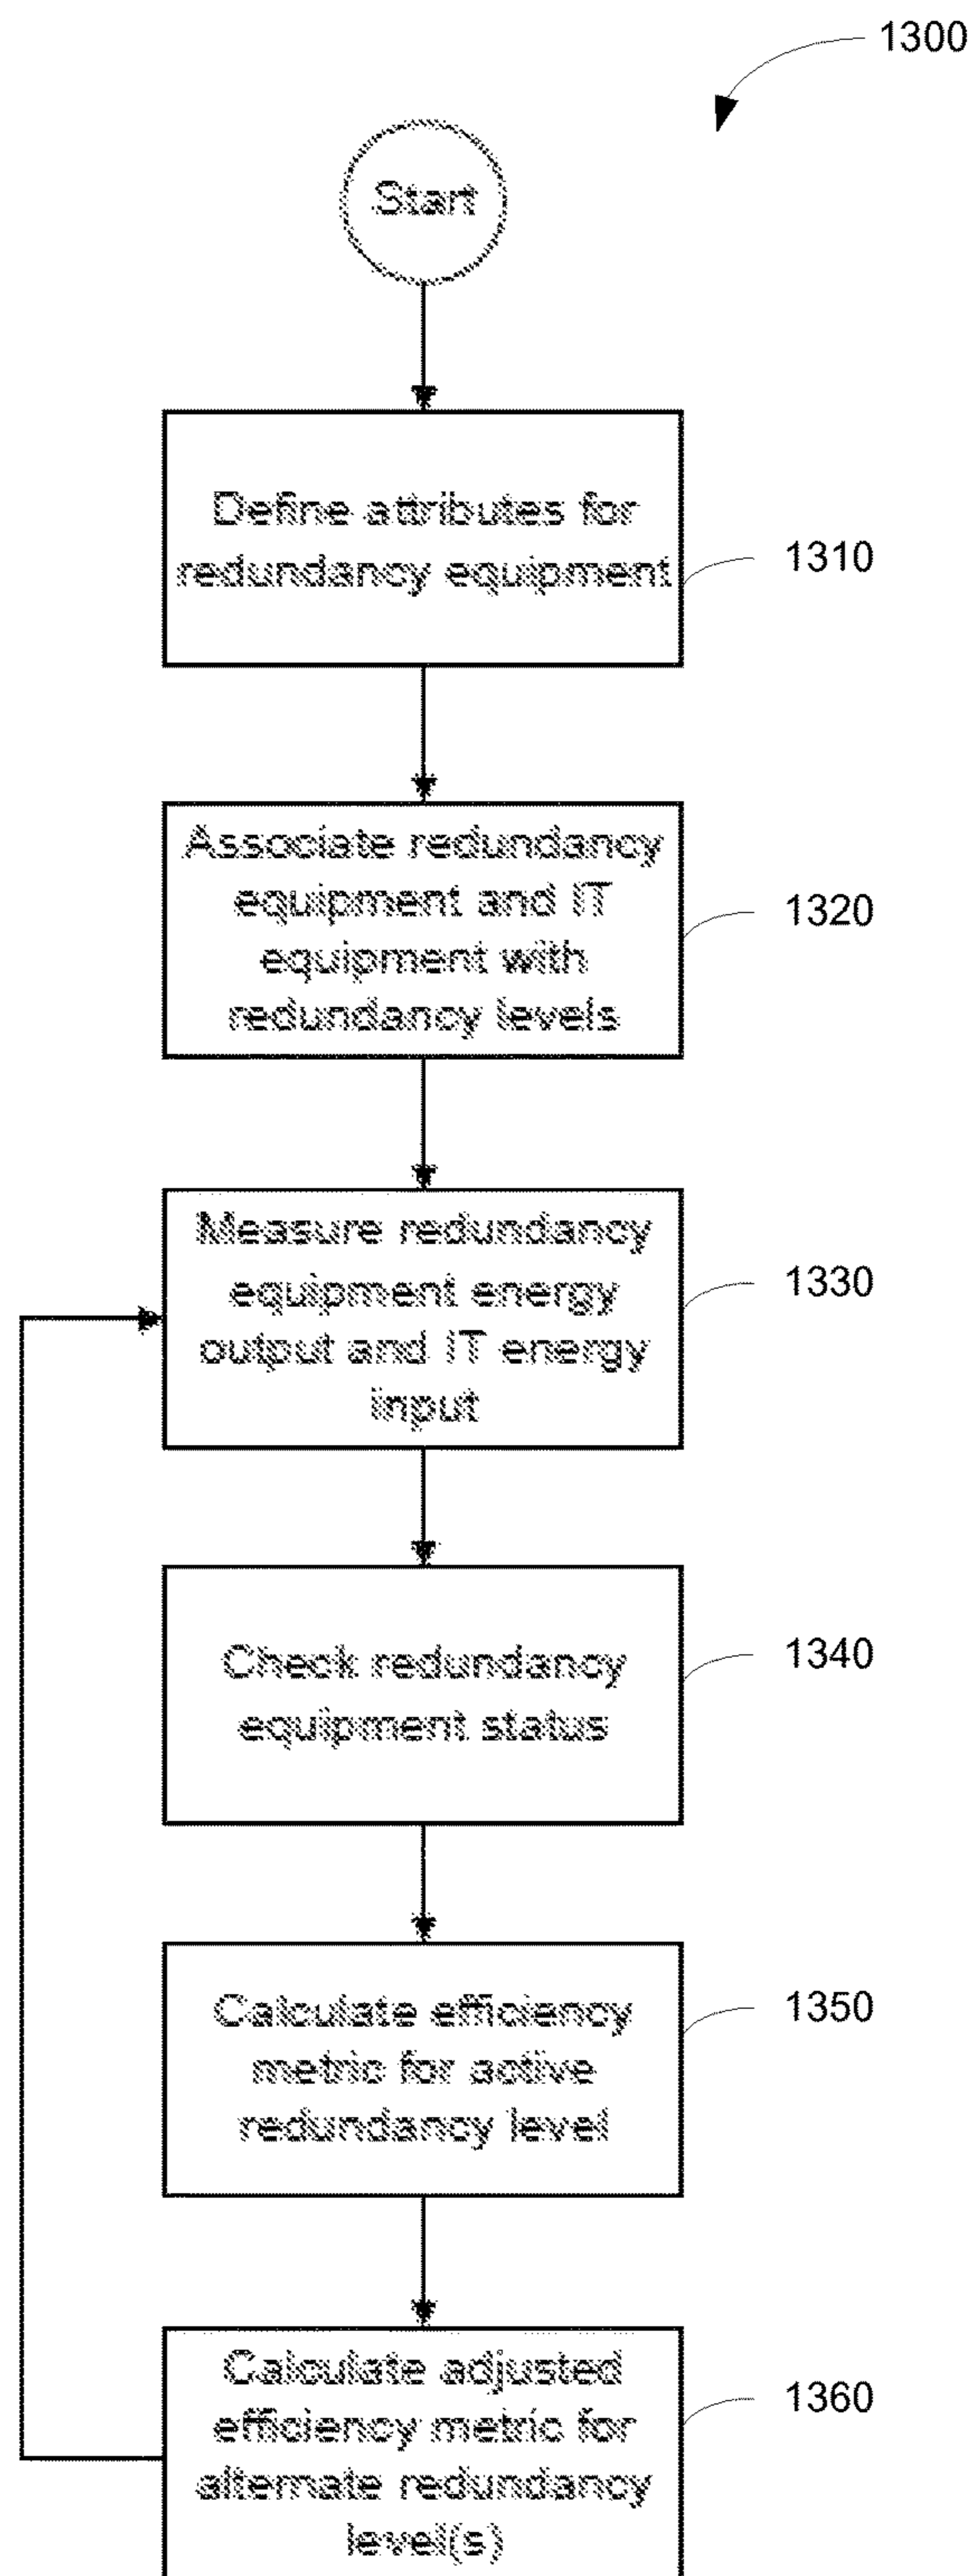 1300
Start
Define attributes for
redundancy equipment
1310
Associate redundancy
equipment and IT
equipment with
redundancy levels
1320
Measure redundancy
equipment energy
output and IT energy
input
1330
Check redundancy
equipment status
1340
Calculate efficiency
metric for active
redundancy level
1350
Calculate adjusted
efficiency metric for
alternate redundancy
level(s)
1360